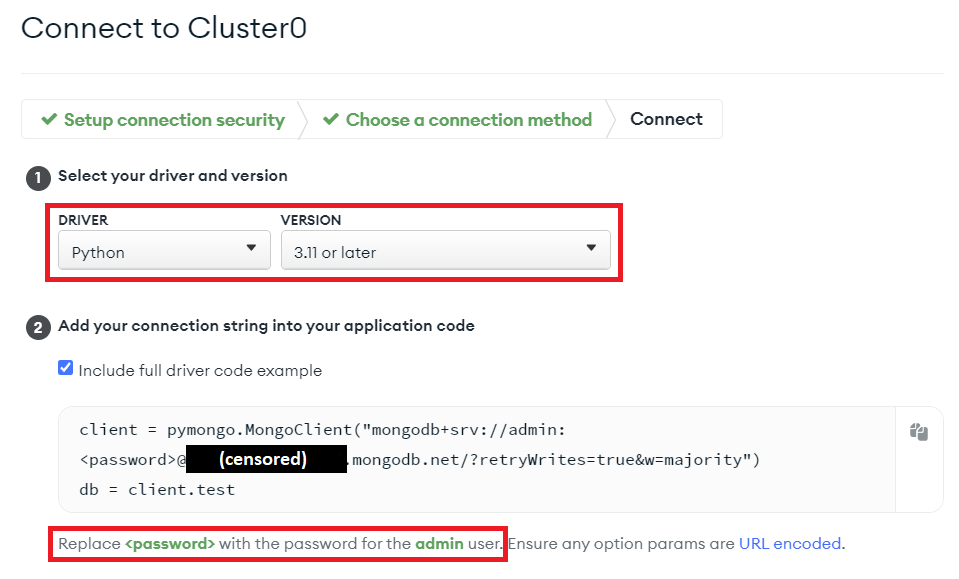 Connect to Cluster0
Setup connection security
Choose a connection method
Connect
1 Select your driver and version
DRIVER
VERSION
Python
3.11 or later
2 Add your connection string into your application code
Include full driver code example
client = pymongo.MongoClient("mongodb+srv://admin:
<password>@(censored).mongodb.net/?retryWrites=true&w=majority")
db = client.test
Replace <password> with the password for the admin user. Ensure any option params are URL encoded.